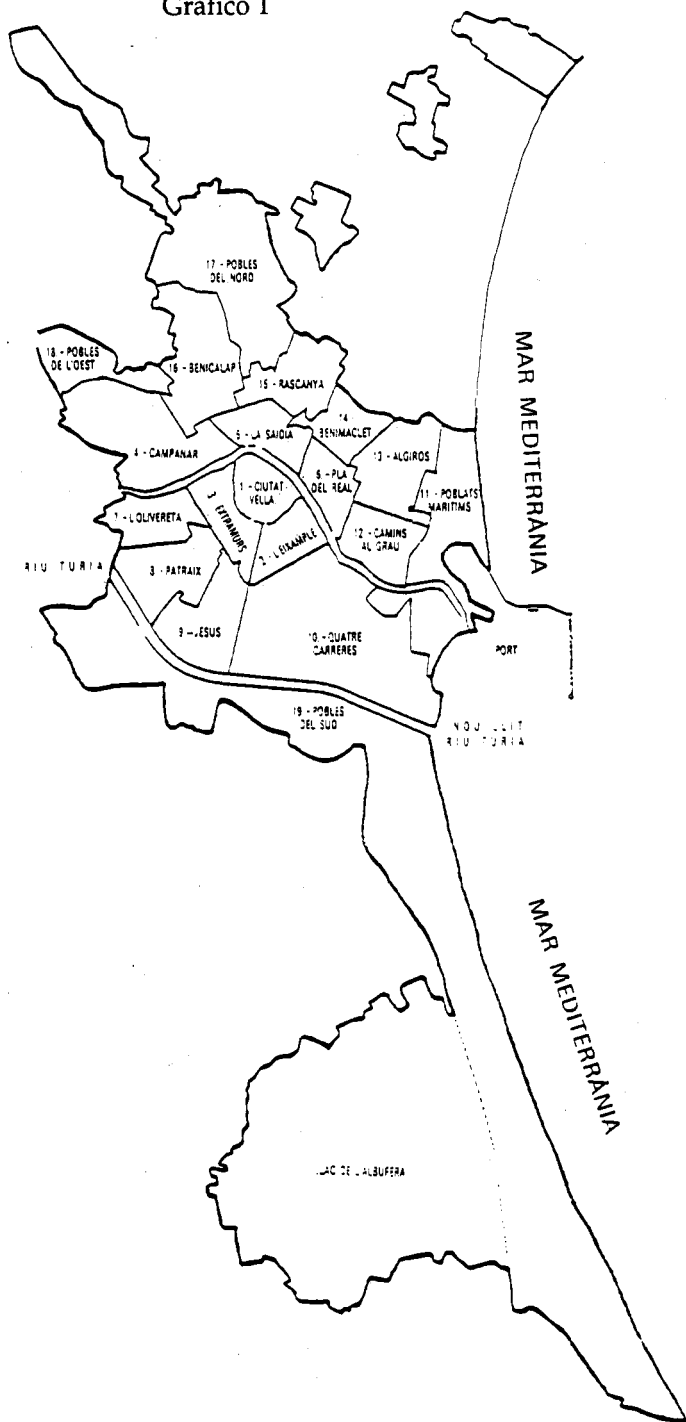 Gráfico 1
17.-POBLES
DEL NORD
18.-POBLES
DE L'OEST
16-BENICALAP
15.-RASCANYA
14.-
BENIMACLET
5.-LA SAIDIA
4-CAMPANAR
13.-ALGIROS
6.-PLA
DEL REAL
1.-CIUTAT-
VELLA
11.-POBLATS
MARITIMS
3.-EXTRAMURS
7.-L'OLIVERETA
2.-L'EIXAMPLE
12.-CAMINS
AL GRAU
RIU TURIA
8.-PATRAIX
9.-JESUS
10.-QUATRE
CARRERES
PORT
19.-POBLES
DEL SUD
NOU LLIT
RIU TURIA
MAR MEDITERRÀNIA
MAR MEDITERRÀNIA
LLAC DE L'ALBUFERA